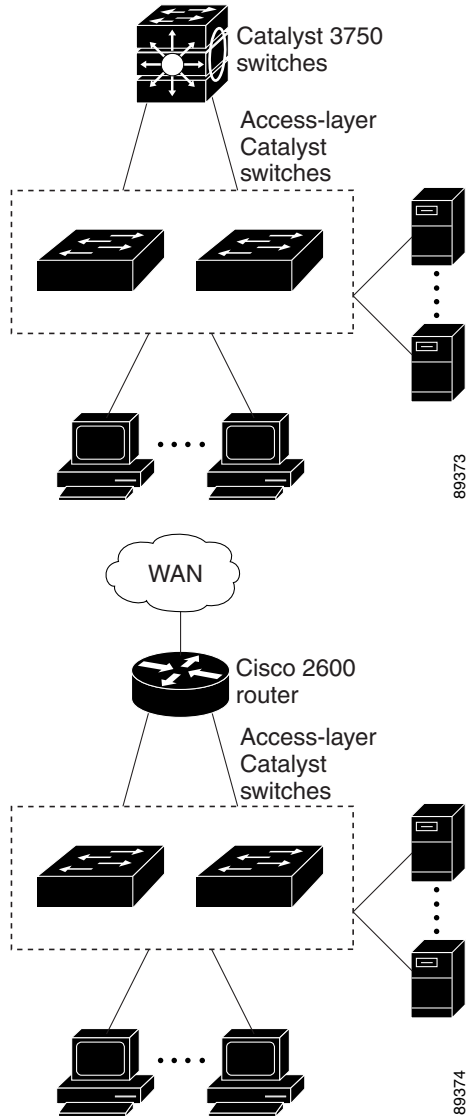 Catalyst 3750
switches
Access-layer
Catalyst
switches
89373
WAN
Cisco 2600
router
Access-layer
Catalyst
switches
89374